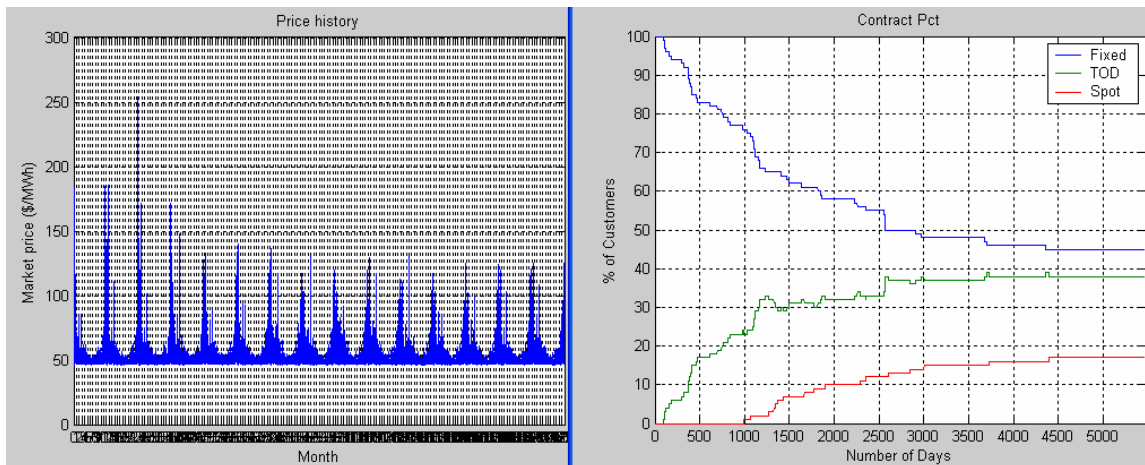 Price history
Market price ($/MWh)
300
250
200
150
100
50
0
Month
Contract Pct
% of Customers
100
90
80
70
60
50
40
30
20
10
0
Fixed
TOD
Spot
0 500 1000 1500 2000 2500 3000 3500 4000 4500 5000
Number of Days